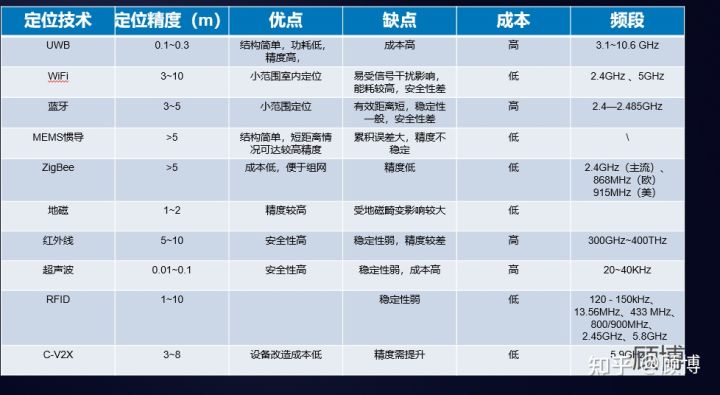 定位技术 定位精度（m） 优点 缺点 成本 频段
UWB 0.1~0.3 结构简单，功耗低，精度高， 成本高 高 3.1~10.6 GHz
WiFi 3~10 小范围室内定位 易受信号干扰影响，能耗较高，安全性差 低 2.4GHz 、5GHz
蓝牙 3~5 小范围定位 有效距离短，稳定性一般，安全性差 高 2.4—2.485GHz
MEMS惯导 >5 结构简单，短距离情况可达较高精度 累积误差大，精度不稳定 低 \
ZigBee >5 成本低，便于组网 精度低 低 2.4GHz（主流）、868MHz（欧）915MHz（美）
地磁 1~2 精度较高 受地磁畸变影响较大 低
红外线 5~10 安全性高 稳定性弱，精度较差 高 300GHz~400THz
超声波 0.01~0.1 安全性高 稳定性弱，成本高 高 20~40KHz
RFID 1~10 稳定性弱 低 120 - 150kHz、13.56MHz、433 MHz、800/900MHz、2.45GHz、5.8GHz
C-V2X 3~8 设备改造成本低 精度需提升 低 5.9GHz
顾博
知乎 @顾博